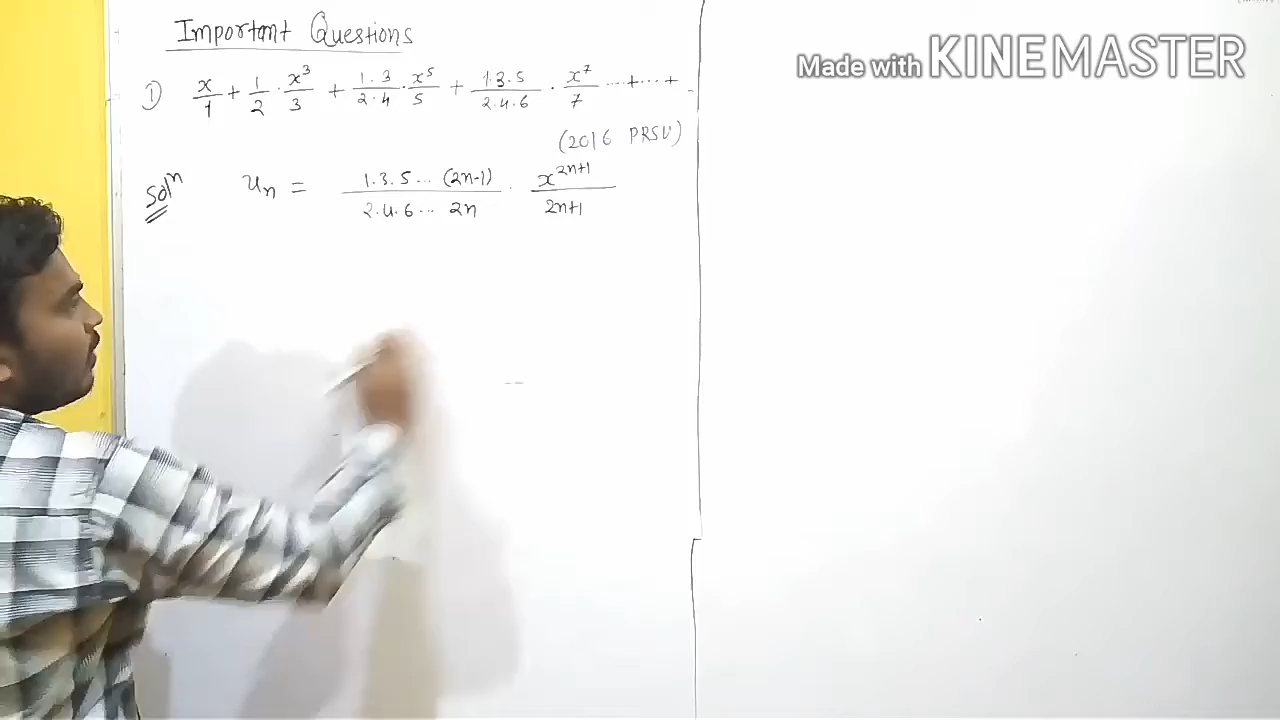 Important Questions
Made with KINEMASTER
1) x/1 + 1/2 · x³/3 + 1.3/2.4 · x⁵/5 + 1.3.5/2.4.6 · x⁷/7 ....+...+
(2016 PRSU)
Solⁿ uₙ = 1.3.5... (2n-1)/2.4.6... 2n · x²ⁿ⁺¹/2n+1